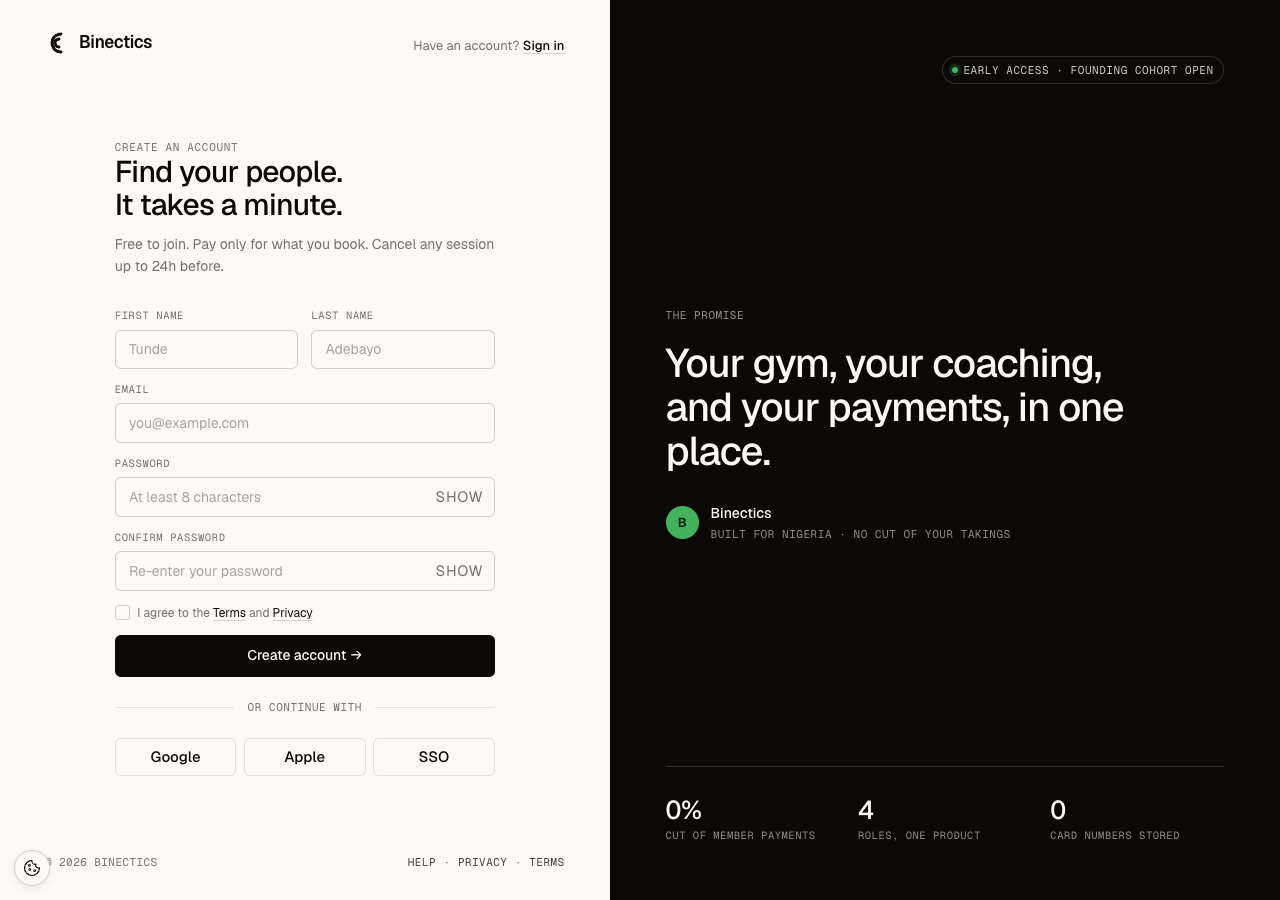 Binectics
Have an account? Sign in
CREATE AN ACCOUNT
Find your people.
It takes a minute.
Free to join. Pay only for what you book. Cancel any session
up to 24h before.
FIRST NAME
LAST NAME
Tunde
Adebayo
EMAIL
you@example.com
PASSWORD
At least 8 characters
SHOW
CONFIRM PASSWORD
Re-enter your password
SHOW
I agree to the Terms and Privacy
Create account →
OR CONTINUE WITH
Google
Apple
SSO
2026 BINECTICS
HELP · PRIVACY · TERMS
EARLY ACCESS · FOUNDING COHORT OPEN
THE PROMISE
Your gym, your coaching,
and your payments, in one
place.
B
Binectics
BUILT FOR NIGERIA · NO CUT OF YOUR TAKINGS
0%
CUT OF MEMBER PAYMENTS
4
ROLES, ONE PRODUCT
0
CARD NUMBERS STORED